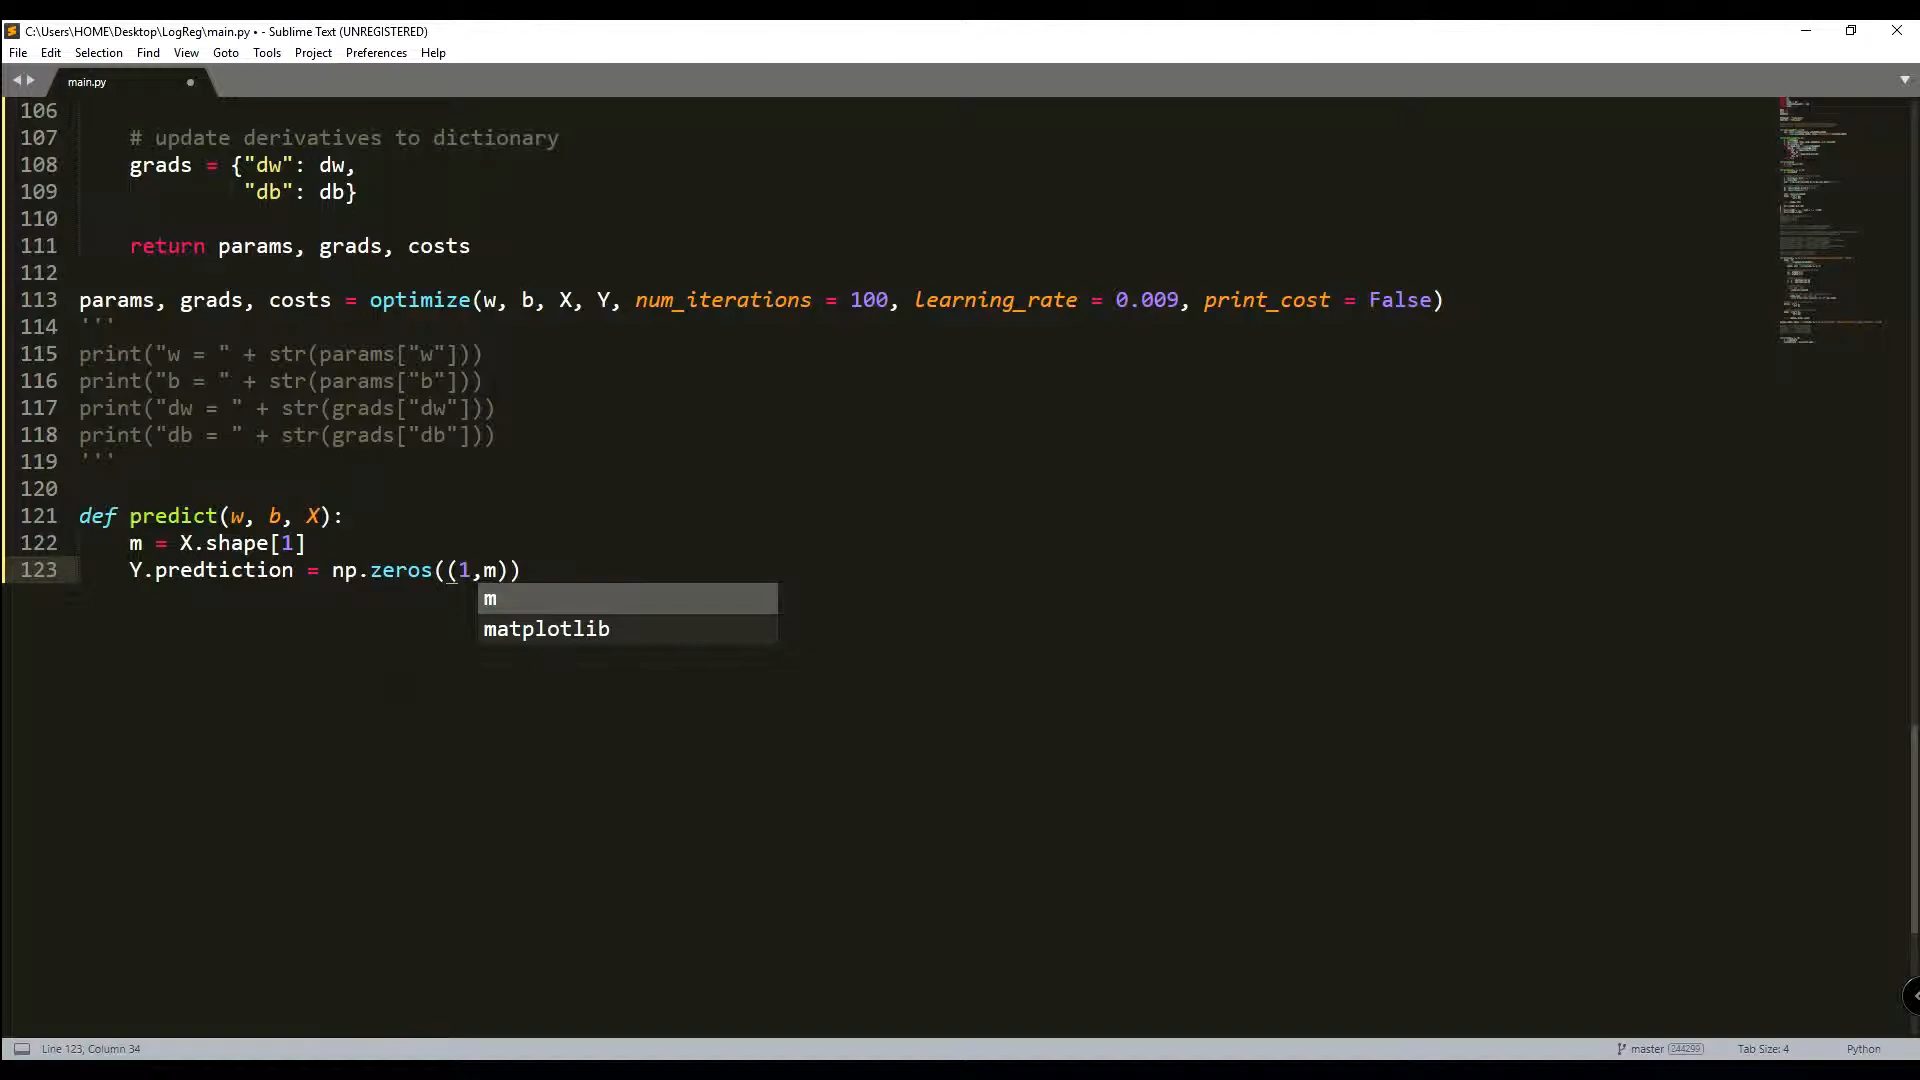 C:\Users\HOME\Desktop\LogReg\main.py • - Sublime Text (UNREGISTERED)
File Edit Selection Find View Goto Tools Project Preferences Help
main.py
106
107     # update derivatives to dictionary
108     grads = {"dw": dw,
109              "db": db}
110
111     return params, grads, costs
112
113 params, grads, costs = optimize(w, b, X, Y, num_iterations = 100, learning_rate = 0.009, print_cost = False)
114 '''
115 print("w = " + str(params["w"]))
116 print("b = " + str(params["b"]))
117 print("dw = " + str(grads["dw"]))
118 print("db = " + str(grads["db"]))
119 '''
120
121 def predict(w, b, X):
122     m = X.shape[1]
123     Y.predtiction = np.zeros((1,m))
m
matplotlib
Line 123, Column 34 master 244299 Tab Size: 4 Python